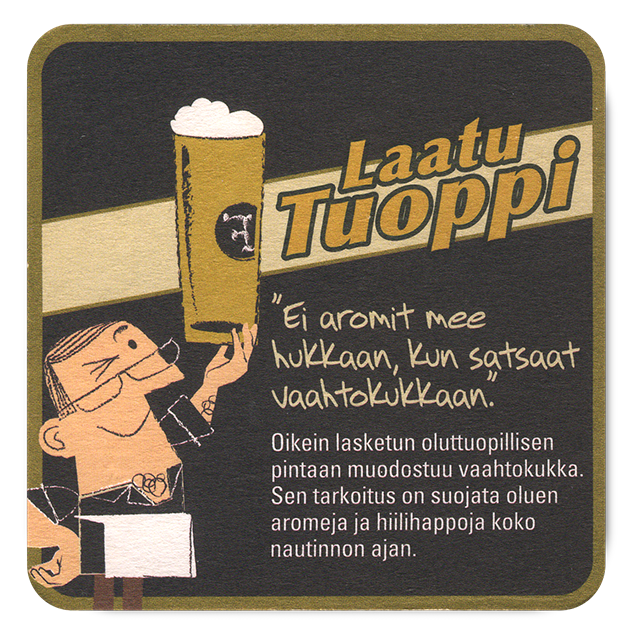 Laatu
Tuoppi
"Ei aromit mee
hukkaan, kun satsaat
vaahtokukkaan."
Oikein lasketun oluttuopillisen
pintaan muodostuu vaahtokukka.
Sen tarkoitus on suojata oluen
aromeja ja hiilihappoja koko
nautinnon ajan.